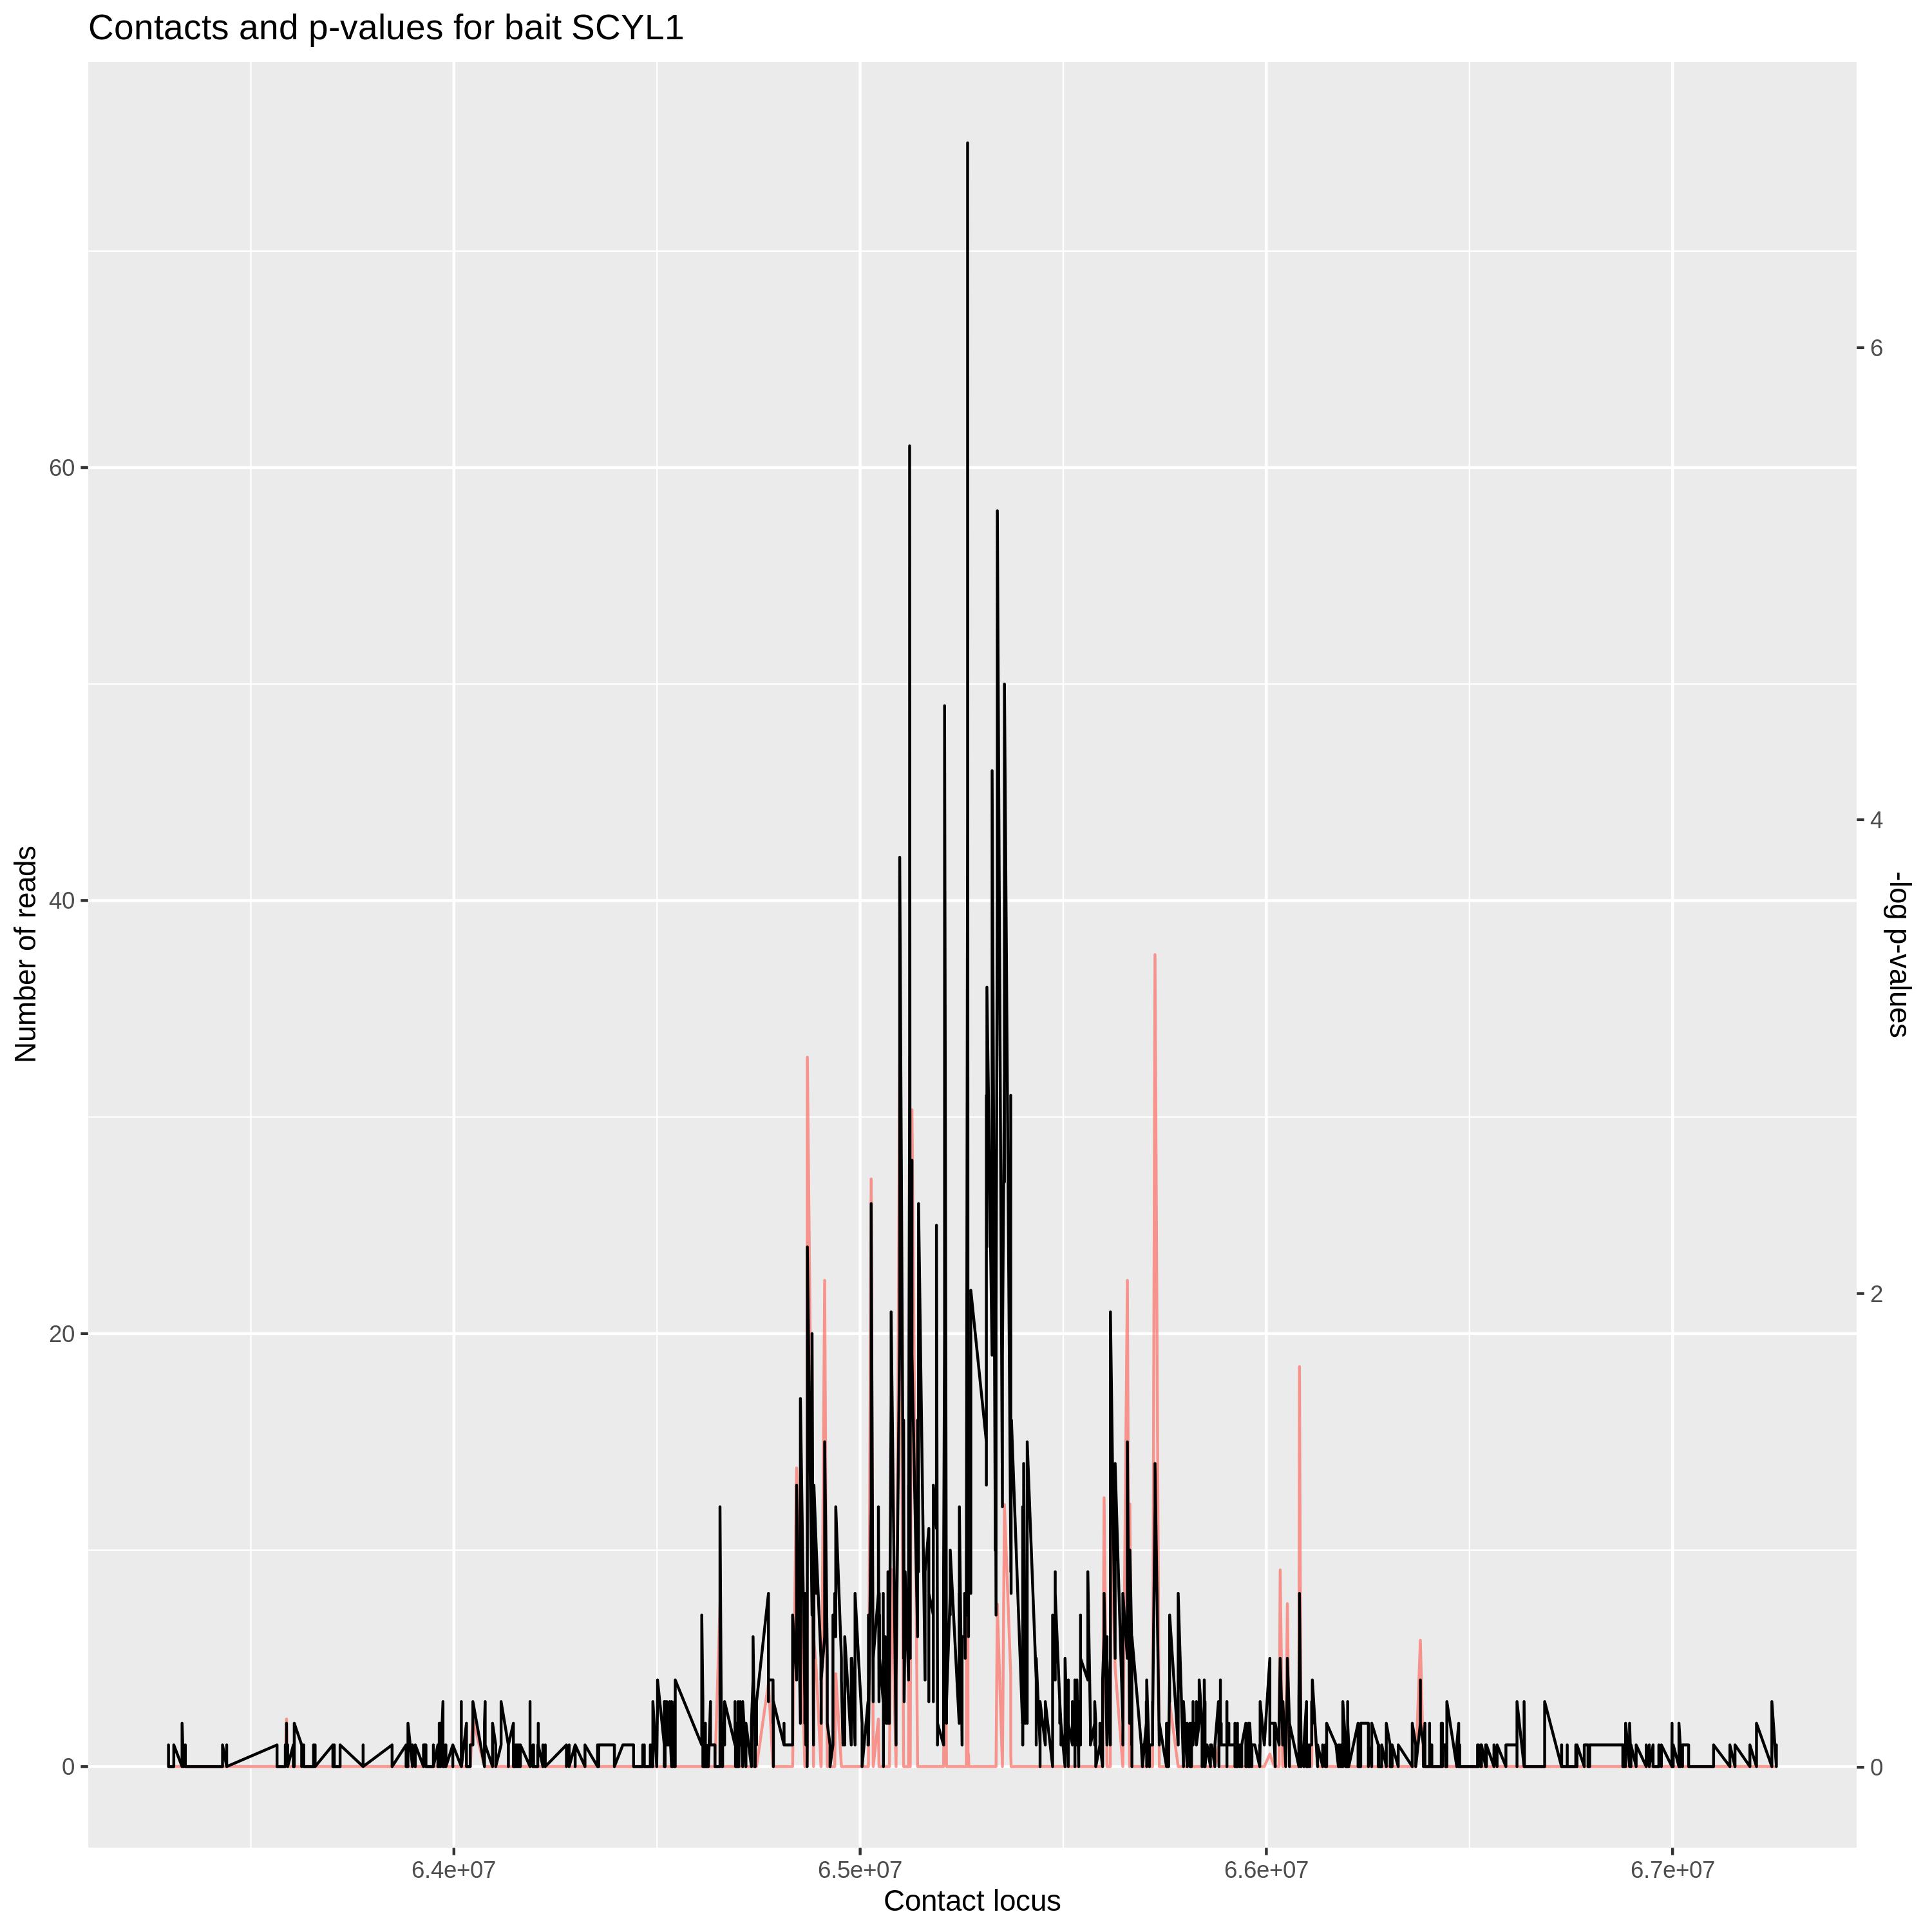 Contacts and p-values for bait SCYL1
60
40
20
0
6
4
2
0
Number of reads
-log p-values
6.4e+07
6.5e+07
6.6e+07
6.7e+07
Contact locus